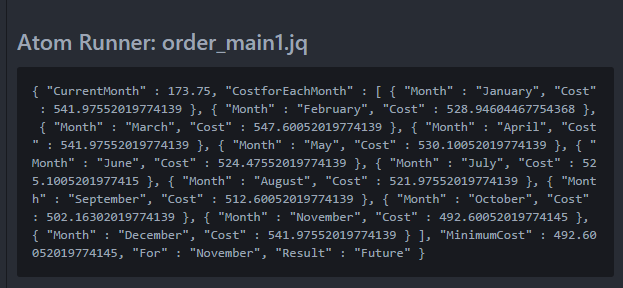 Atom Runner: order_main1.jq
{ "CurrentMonth" : 173.75, "CostforEachMonth" : [ { "Month" : "January", "Cost"
: 541.97552019774139 }, { "Month" : "February", "Cost" : 528.94604467754368 },
{ "Month" : "March", "Cost" : 547.60052019774139 }, { "Month" : "April", "Cost
" : 541.97552019774139 }, { "Month" : "May", "Cost" : 530.10052019774139 }, { "
Month" : "June", "Cost" : 524.47552019774139 }, { "Month" : "July", "Cost" : 52
5.1005201977415 }, { "Month" : "August", "Cost" : 521.97552019774139 }, { "Mont
h" : "September", "Cost" : 512.60052019774139 }, { "Month" : "October", "Cost"
: 502.16302019774139 }, { "Month" : "November", "Cost" : 492.60052019774145 },
{ "Month" : "December", "Cost" : 541.97552019774139 } ], "MinimumCost" : 492.60
052019774145, "For" : "November", "Result" : "Future" }